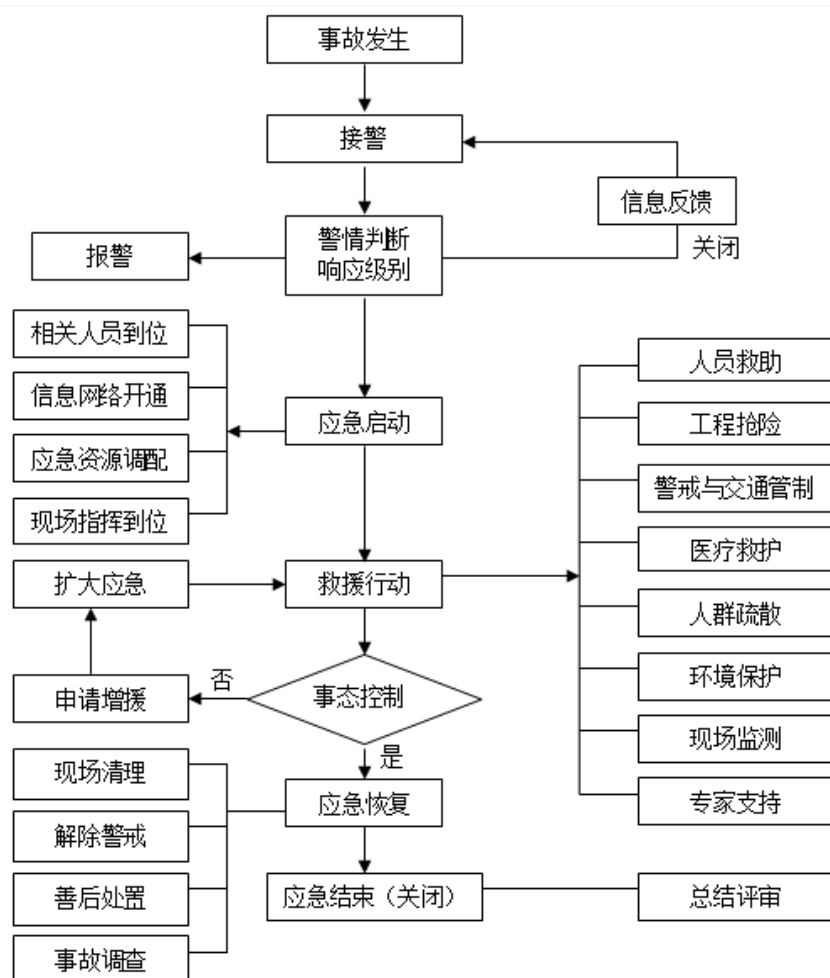 事故发生
接警
信息反馈
警情判断
响应级别
报警
关闭
相关人员到位
信息网络开通
应急启动
应急资源调配
现场指挥到位
人员救助
工程抢险
警戒与交通管制
医疗救护
扩大应急
救援行动
人群疏散
环境保护
否
申请增援
事态控制
现场监测
是
现场清理
应急恢复
专家支持
解除警戒
善后处置
应急结束（关闭）
总结评审
事故调查